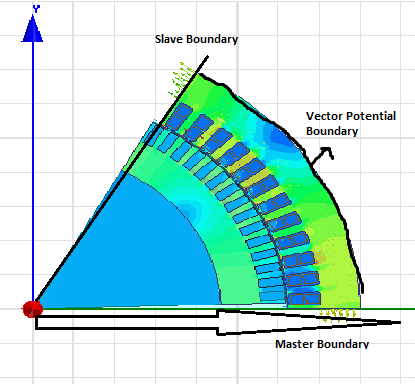 Y
Slave Boundary
Vector Potential
Boundary
Master Boundary